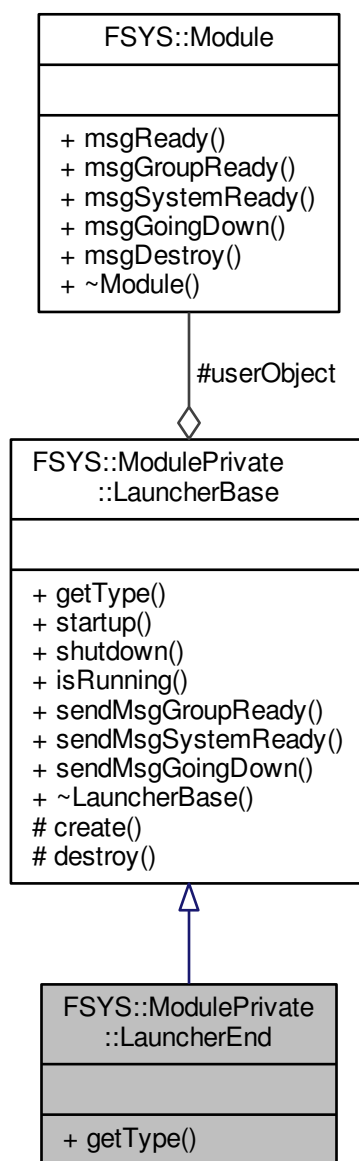 FSYS::Module
+ msgReady()
+ msgGroupReady()
+ msgSystemReady()
+ msgGoingDown()
+ msgDestroy()
+ ~Module()
#userObject
FSYS::ModulePrivate
::LauncherBase
+ getType()
+ startup()
+ shutdown()
+ isRunning()
+ sendMsgGroupReady()
+ sendMsgSystemReady()
+ sendMsgGoingDown()
+ ~LauncherBase()
# create()
# destroy()
FSYS::ModulePrivate
::LauncherEnd
+ getType()